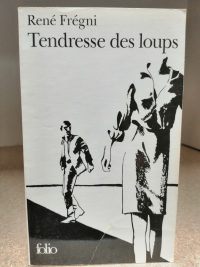 René Frégni
Tendresse des loups
folio